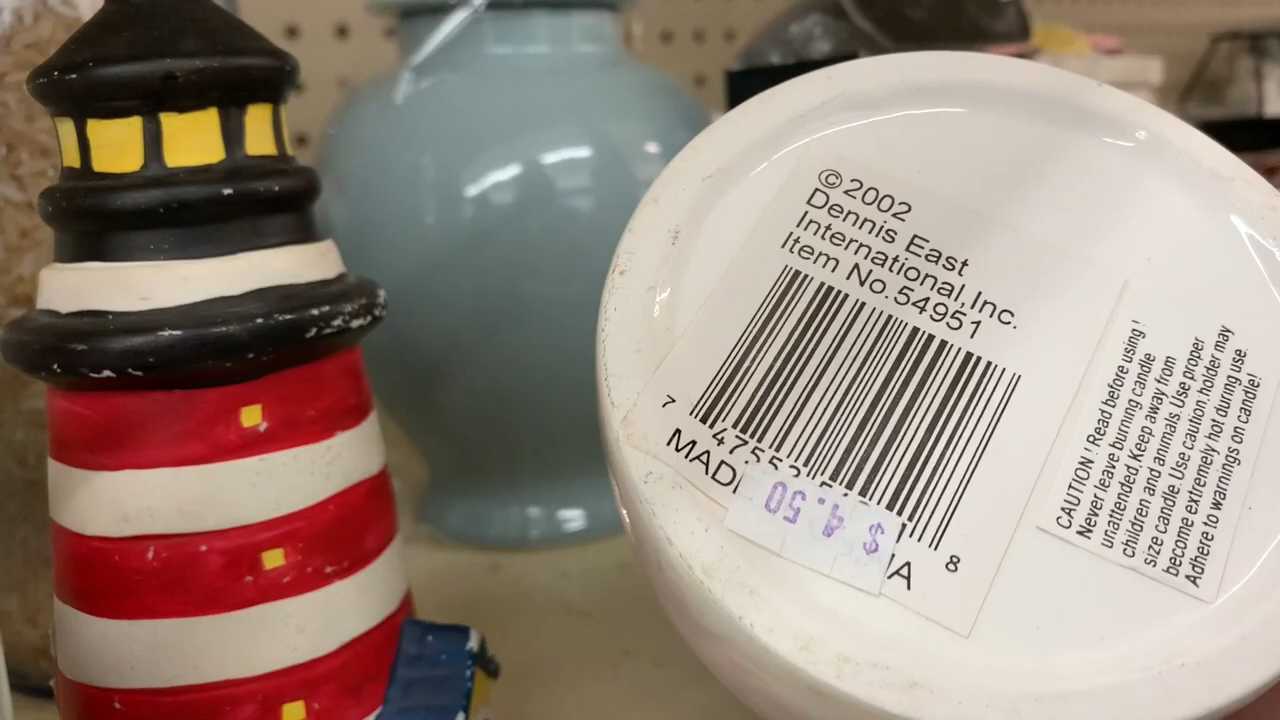 © 2002
Dennis East
International,Inc.
Item No.54951
7
8
$4.50
CAUTION ! Read before using !
Never leave burning candle
unattended.Keep away from
children and animals. Use proper
size candle. Use caution.holder may
become extremely hot during use.
Adhere to warnings on candle!